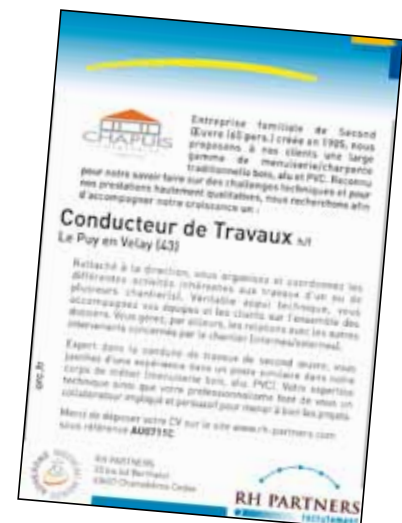 CHAPUIS
Entreprise familiale de Second
Œuvre (60 pers.) créée en 1985, nous
proposons à nos clients une large
gamme de menuiserie/charpente
traditionnelle bois, alu et PVC. Reconnu
pour notre savoir faire sur des challenges techniques et pour
nos prestations hautement qualitatives, nous recherchons afin
d'accompagner notre croissance un :
Conducteur de Travaux h/f
Le Puy en Velay (43)
Rattaché à la direction, vous organisez et coordonnez les
différentes activités inhérentes aux travaux d'un ou de
plusieurs chantier(s). Véritable appui technique, vous
accompagnez vos équipes et les clients sur l'ensemble des
dossiers. Vous gérez, par ailleurs, les relations avec les autres
intervenants concernés par le chantier (internes/externes).
Expert dans la conduite de travaux de second œuvre, vous
justifiez d'une expérience dans un poste similaire dans notre
corps de métier (menuiserie bois, alu, PVC). Votre expertise
technique ainsi que votre professionnalisme font de vous un
collaborateur impliqué et persuasif pour mener à bien les projets.
Merci de déposer votre CV sur le site www.rh-partners.com
sous référence AU0711C
RH PARTNERS
RH PARTNERS
recrutement